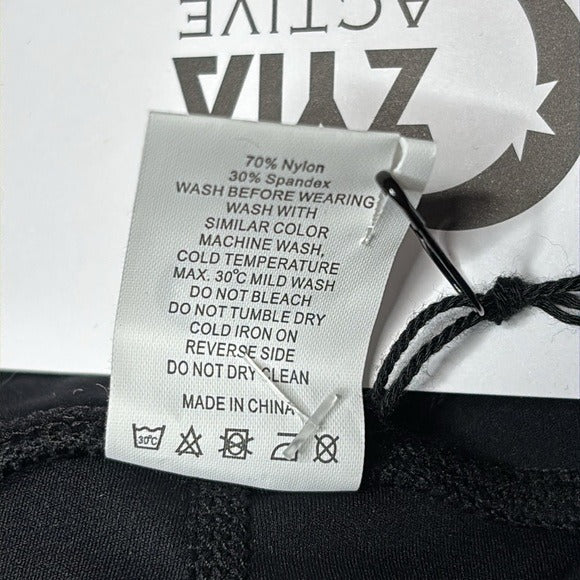 ZYIA
ACTIVE
70% Nylon
30% Spandex
WASH BEFORE WEARING
WASH WITH
SIMILAR COLOR
MACHINE WASH,
COLD TEMPERATURE
MAX. 30°C MILD WASH
DO NOT BLEACH
DO NOT TUMBLE DRY
COLD IRON ON
REVERSE SIDE
DO NOT DRY CLEAN
MADE IN CHINA
30°C